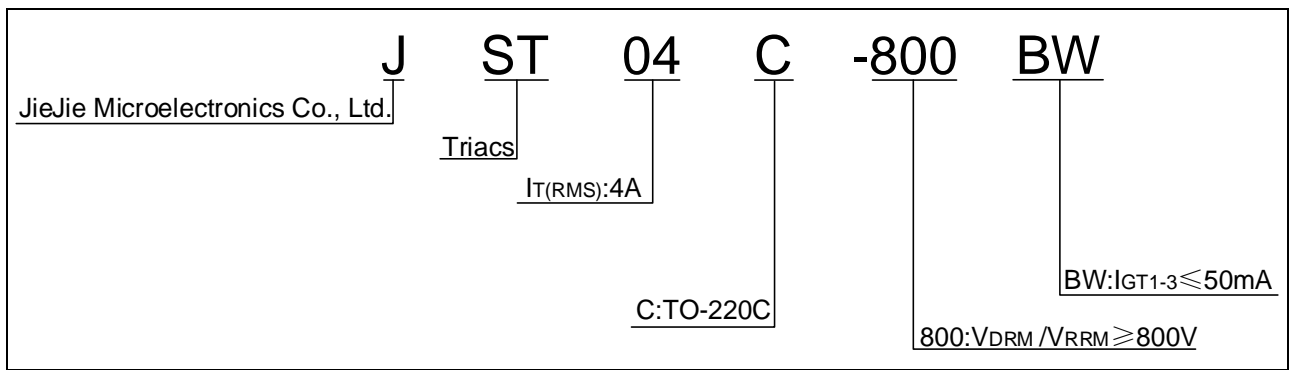 J ST 04 C -800 BW
JieJie Microelectronics Co., Ltd.
Triacs
IT(RMS):4A
BW:IGT1-3≤50mA
C:TO-220C
800:VDRM /VRRM≥800V